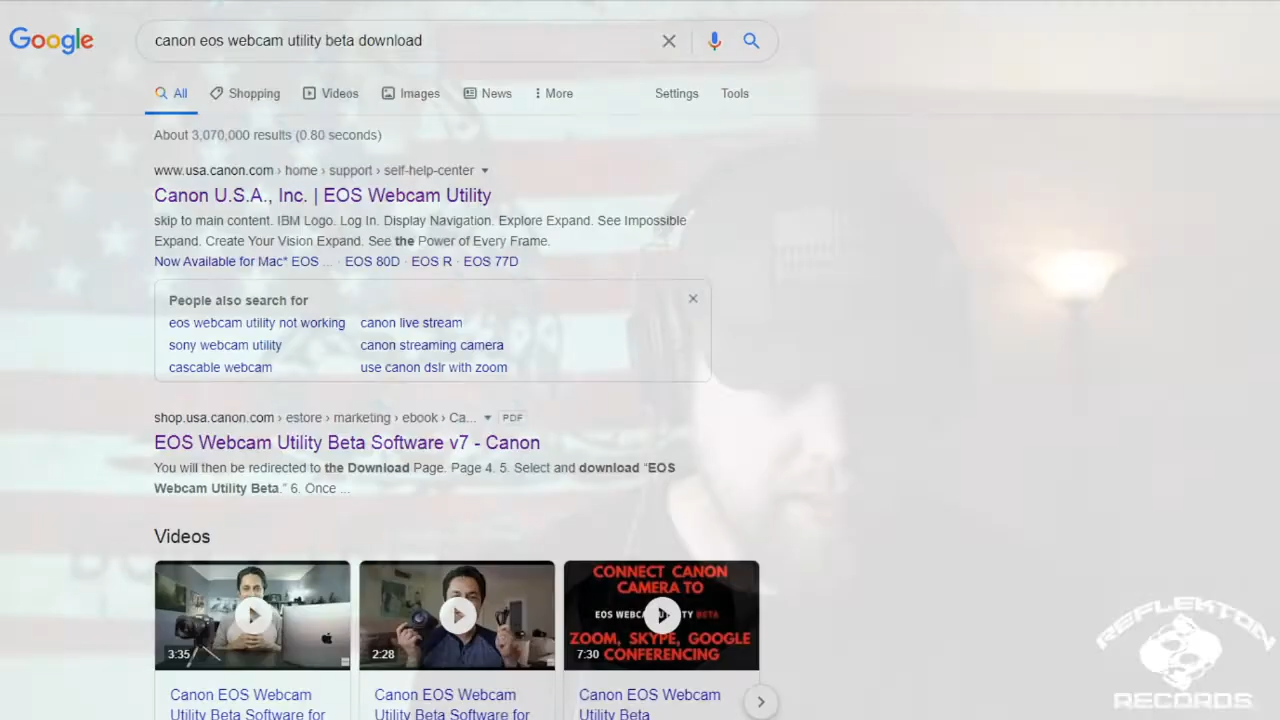 Google
canon eos webcam utility beta download
All
Shopping
Videos
Images
News
More
Settings
Tools
About 3,070,000 results (0.80 seconds)
www.usa.canon.com › home › support › self-help-center
Canon U.S.A., Inc. | EOS Webcam Utility
skip to main content. IBM Logo. Log In. Display Navigation. Explore Expand. See Impossible
Expand. Create Your Vision Expand. See the Power of Every Frame.
Now Available for Mac* EOS ... · EOS 80D · EOS R · EOS 77D
People also search for
eos webcam utility not working
canon live stream
sony webcam utility
canon streaming camera
cascable webcam
use canon dslr with zoom
shop.usa.canon.com › estore › marketing › ebook › Ca...
PDF
EOS Webcam Utility Beta Software v7 - Canon
You will then be redirected to the Download Page. Page 4. 5. Select and download “EOS
Webcam Utility Beta.” 6. Once ...
Videos
CONNECT CANON
CAMERA TO
BETA
ZOOM, SKYPE, GOOGLE
CONFERENCING
3:35
2:28
7:30
Canon EOS Webcam
Utility Beta Software for
Canon EOS Webcam
Utility Beta Software for
Canon EOS Webcam
Utility Beta
REFLEKTON
RECORDS